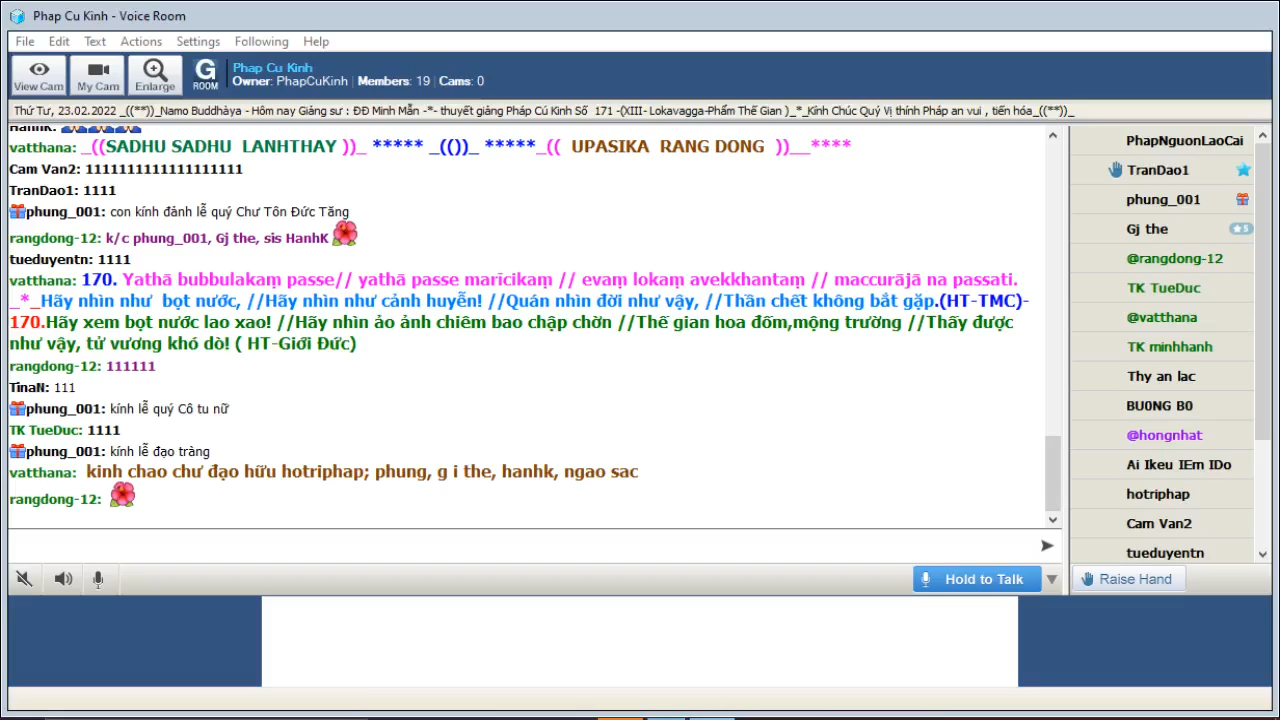 Phap Cu Kinh - Voice Room
File Edit Text Actions Settings Following Help
View Cam My Cam Enlarge G ROOM
Phap Cu Kinh
Owner: PhapCuKinh | Members: 19 | Cams: 0
Thứ Tư, 23.02.2022 _((**))_Namo Buddhàya - Hôm nay Giảng sư : ĐĐ Minh Mẫn -*- thuyết giảng Pháp Cú Kinh Số 171 -(XIII- Lokavagga-Phẩm Thế Gian )_*_Kính Chúc Quý Vị thính Pháp an vui , tiến hóa_((**))_
HanhK:
vatthana: _((SADHU SADHU LANHTHAY ))_ ***** _(())_ *****_(( UPASIKA RANG DONG ))__****
Cam Van2: 1111111111111111111
TranDao1: 1111
phung_001: con kính đảnh lễ quý Chư Tôn Đức Tăng
rangdong-12: k/c phung_001, Gj the, sis HanhK
tueduyentn: 1111
vatthana: 170. Yathā bubbulakaṃ passe// yathā passe marīcikaṃ // evaṃ lokaṃ avekkhantaṃ // maccurājā na passati.
_*_Hãy nhìn như bọt nước, //Hãy nhìn như cảnh huyễn! //Quán nhìn đời như vậy, //Thần chết không bắt gặp.(HT-TMC)-
170.Hãy xem bọt nước lao xao! //Hãy nhìn ảo ảnh chiêm bao chập chờn //Thế gian hoa đốm,mộng trường //Thấy được
như vậy, tử vương khó dò! ( HT-Giới Đức)
rangdong-12: 111111
TinaN: 111
phung_001: kính lễ quý Cô tu nữ
TK TueDuc: 1111
phung_001: kính lễ đạo tràng
vatthana: kinh chao chư đạo hữu hotriphap; phung, g i the, hanhk, ngao sac
rangdong-12:
Hold to Talk
PhapNguonLaoCai
TranDao1
phung_001
Gj the
5
@rangdong-12
TK TueDuc
@vatthana
TK minhhanh
Thy an lac
BU0NG B0
@hongnhat
Ai Ikeu IEm IDo
hotriphap
Cam Van2
tueduyentn
Raise Hand